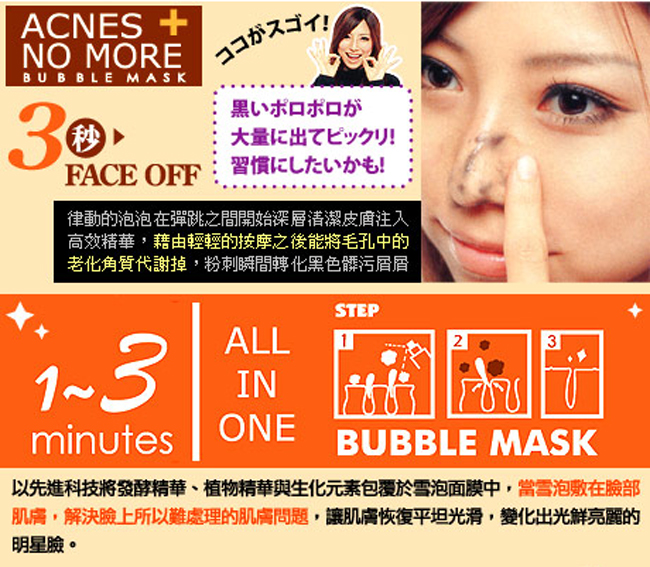 ACNES +
NO MORE
BUBBLE MASK
ココがスゴイ!
3秒
FACE OFF
黒いポロポロが
大量に出てビックリ!
習慣にしたいかも!
律動的泡泡在彈跳之間開始深層清潔皮膚注入
高效精華，藉由輕輕的按摩之後能將毛孔中的
老化角質代謝掉，粉刺瞬間轉化黑色髒污屑屑
1~3
minutes
ALL
IN
ONE
STEP
1 2 3
BUBBLE MASK
以先進科技將發酵精華、植物精華與生化元素包覆於雪泡面膜中，當雪泡敷在臉部
肌膚，解決臉上所以難處理的肌膚問題，讓肌膚恢復平坦光滑，變化出光鮮亮麗的
明星臉。